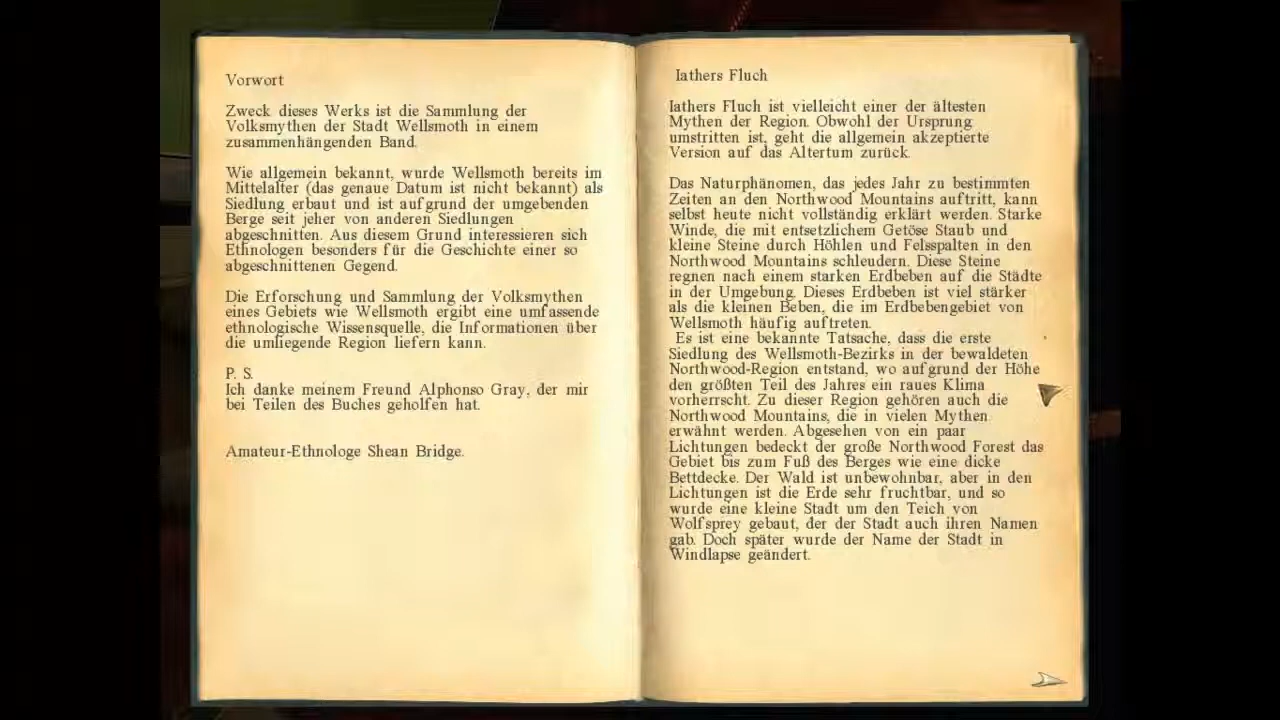 Vorwort
Zweck dieses Werks ist die Sammlung der
Volksmythen der Stadt Wellsmoth in einem
zusammenhängenden Band.
Wie allgemein bekannt, wurde Wellsmoth bereits im
Mittelalter (das genaue Datum ist nicht bekannt) als
Siedlung erbaut und ist aufgrund der umgebenden
Berge seit jeher von anderen Siedlungen
abgeschnitten. Aus diesem Grund interessieren sich
Ethnologen besonders für die Geschichte einer so
abgeschnittenen Gegend.
Die Erforschung und Sammlung der Volksmythen
eines Gebiets wie Wellsmoth ergibt eine umfassende
ethnologische Wissensquelle, die Informationen über
die umliegende Region liefern kann.
P. S.
Ich danke meinem Freund Alphonso Gray, der mir
bei Teilen des Buches geholfen hat.
Amateur-Ethnologe Shean Bridge.
Iathers Fluch
Iathers Fluch ist vielleicht einer der ältesten
Mythen der Region. Obwohl der Ursprung
umstritten ist, geht die allgemein akzeptierte
Version auf das Altertum zurück.
Das Naturphänomen, das jedes Jahr zu bestimmten
Zeiten an den Northwood Mountains auftritt, kann
selbst heute nicht vollständig erklärt werden. Starke
Winde, die mit entsetzlichem Getöse Staub und
kleine Steine durch Höhlen und Felsspalten in den
Northwood Mountains schleudern. Diese Steine
regnen nach einem starken Erdbeben auf die Städte
in der Umgebung. Dieses Erdbeben ist viel stärker
als die kleinen Beben, die im Erdbebengebiet von
Wellsmoth häufig auftreten.
Es ist eine bekannte Tatsache, dass die erste
Siedlung des Wellsmoth-Bezirks in der bewaldeten
Northwood-Region entstand, wo aufgrund der Höhe
den größten Teil des Jahres ein raues Klima
vorherrscht. Zu dieser Region gehören auch die
Northwood Mountains, die in vielen Mythen
erwähnt werden. Abgesehen von ein paar
Lichtungen bedeckt der große Northwood Forest das
Gebiet bis zum Fuß des Berges wie eine dicke
Bettdecke. Der Wald ist unbewohnbar, aber in den
Lichtungen ist die Erde sehr fruchtbar, und so
wurde eine kleine Stadt um den Teich von
Wolfsprey gebaut, der der Stadt auch ihren Namen
gab. Doch später wurde der Name der Stadt in
Windlapse geändert.